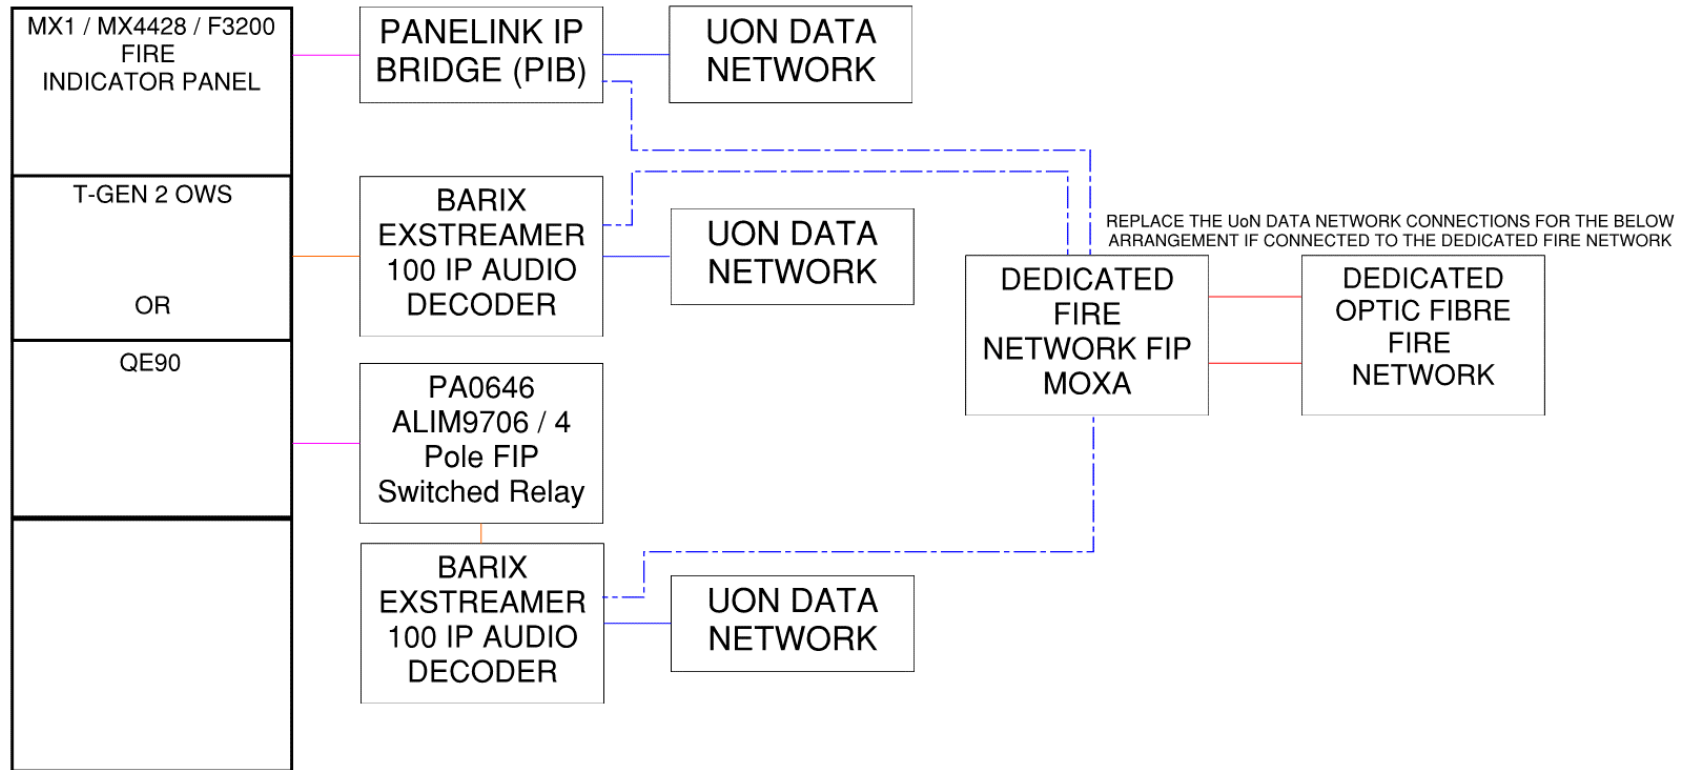 MX1 / MX4428 / F3200
FIRE
INDICATOR PANEL
PANELINK IP
BRIDGE (PIB)
UON DATA
NETWORK
T-GEN 2 OWS
OR
BARIX
EXSTREAMER
100 IP AUDIO
DECODER
UON DATA
NETWORK
REPLACE THE UoN DATA NETWORK CONNECTIONS FOR THE BELOW
ARRANGEMENT IF CONNECTED TO THE DEDICATED FIRE NETWORK
DEDICATED
FIRE
NETWORK FIP
MOXA
DEDICATED
OPTIC FIBRE
FIRE
NETWORK
QE90
PA0646
ALIM9706 / 4
Pole FIP
Switched Relay
BARIX
EXSTREAMER
100 IP AUDIO
DECODER
UON DATA
NETWORK